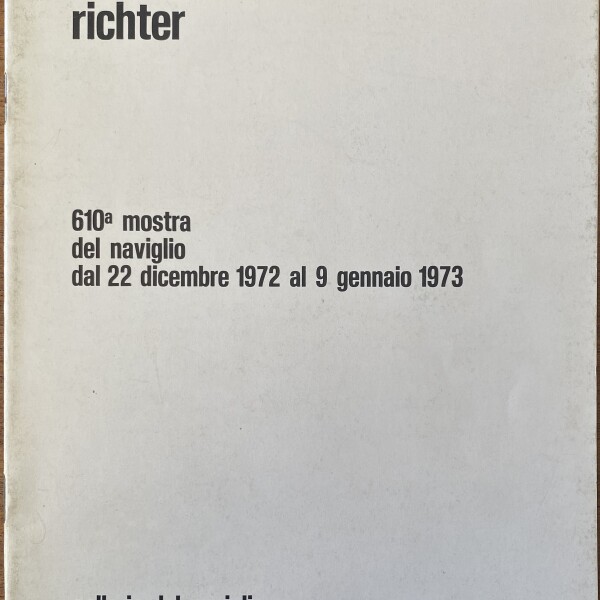 richter
610ª mostra
del naviglio
dal 22 dicembre 1972 al 9 gennaio 1973